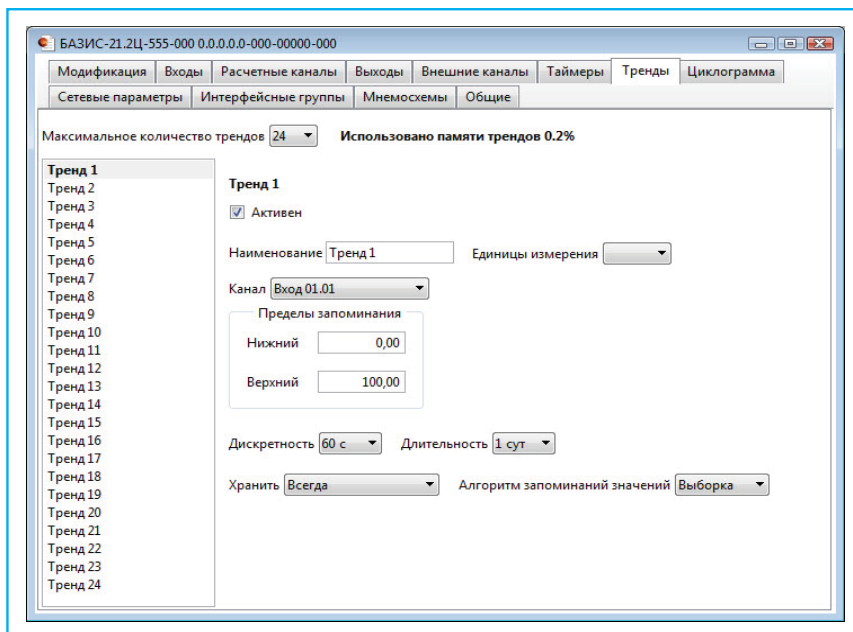 БАЗИС-21.2Ц-555-000 0.0.0.0.0-000-00000-000
Модификация Входы Расчетные каналы Выходы Внешние каналы Таймеры Тренды Циклограмма
Сетевые параметры Интерфейсные группы Мнемосхемы Общие
Максимальное количество трендов 24 Использовано памяти трендов 0.2%
Тренд 1
Тренд 2
Тренд 3
Тренд 4
Тренд 5
Тренд 6
Тренд 7
Тренд 8
Тренд 9
Тренд 10
Тренд 11
Тренд 12
Тренд 13
Тренд 14
Тренд 15
Тренд 16
Тренд 17
Тренд 18
Тренд 19
Тренд 20
Тренд 21
Тренд 22
Тренд 23
Тренд 24
Тренд 1
Активен
Наименование Тренд 1 Единицы измерения
Канал Вход 01.01
Пределы запоминания
Нижний 0,00
Верхний 100,00
Дискретность 60 с Длительность 1 сут
Хранить Всегда Алгоритм запоминаний значений Выборка